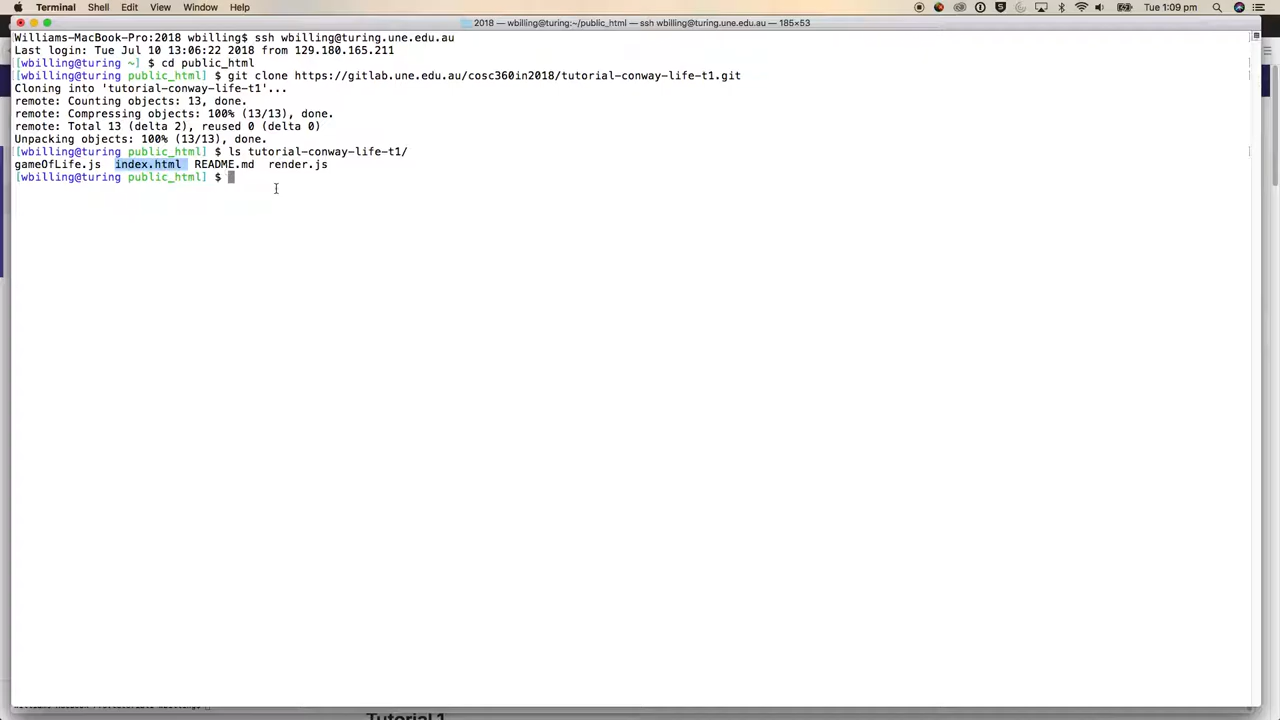 Terminal Shell Edit View Window Help Tue 1:09 pm
2018 — wbilling@turing:~/public_html — ssh wbilling@turing.une.edu.au — 185×53
Williams-MacBook-Pro:2018 wbilling$ ssh wbilling@turing.une.edu.au
Last login: Tue Jul 10 13:06:22 2018 from 129.180.165.211
[[wbilling@turing ~] $ cd public_html
[[wbilling@turing public_html] $ git clone https://gitlab.une.edu.au/cosc360in2018/tutorial-conway-life-t1.git
Cloning into 'tutorial-conway-life-t1'...
remote: Counting objects: 13, done.
remote: Compressing objects: 100% (13/13), done.
remote: Total 13 (delta 2), reused 0 (delta 0)
Unpacking objects: 100% (13/13), done.
[[wbilling@turing public_html] $ ls tutorial-conway-life-t1/
gameOfLife.js index.html README.md render.js
[wbilling@turing public_html] $
Tutorial 1